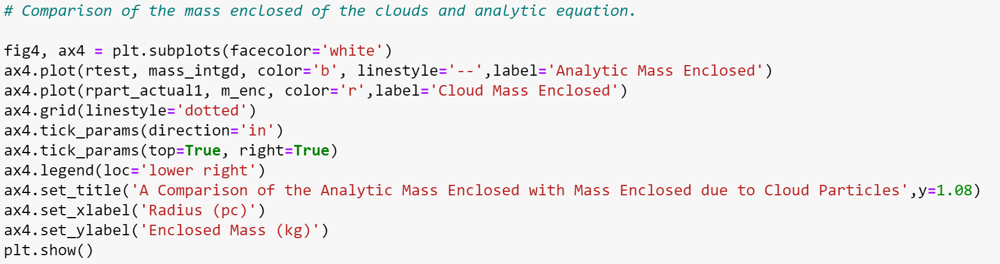 # Comparison of the mass enclosed of the clouds and analytic equation.
fig4, ax4 = plt.subplots(facecolor='white')
ax4.plot(rtest, mass_intgd, color='b', linestyle='--',label='Analytic Mass Enclosed')
ax4.plot(rpart_actual1, m_enc, color='r',label='Cloud Mass Enclosed')
ax4.grid(linestyle='dotted')
ax4.tick_params(direction='in')
ax4.tick_params(top=True, right=True)
ax4.legend(loc='lower right')
ax4.set_title('A Comparison of the Analytic Mass Enclosed with Mass Enclosed due to Cloud Particles',y=1.08)
ax4.set_xlabel('Radius (pc)')
ax4.set_ylabel('Enclosed Mass (kg)')
plt.show()